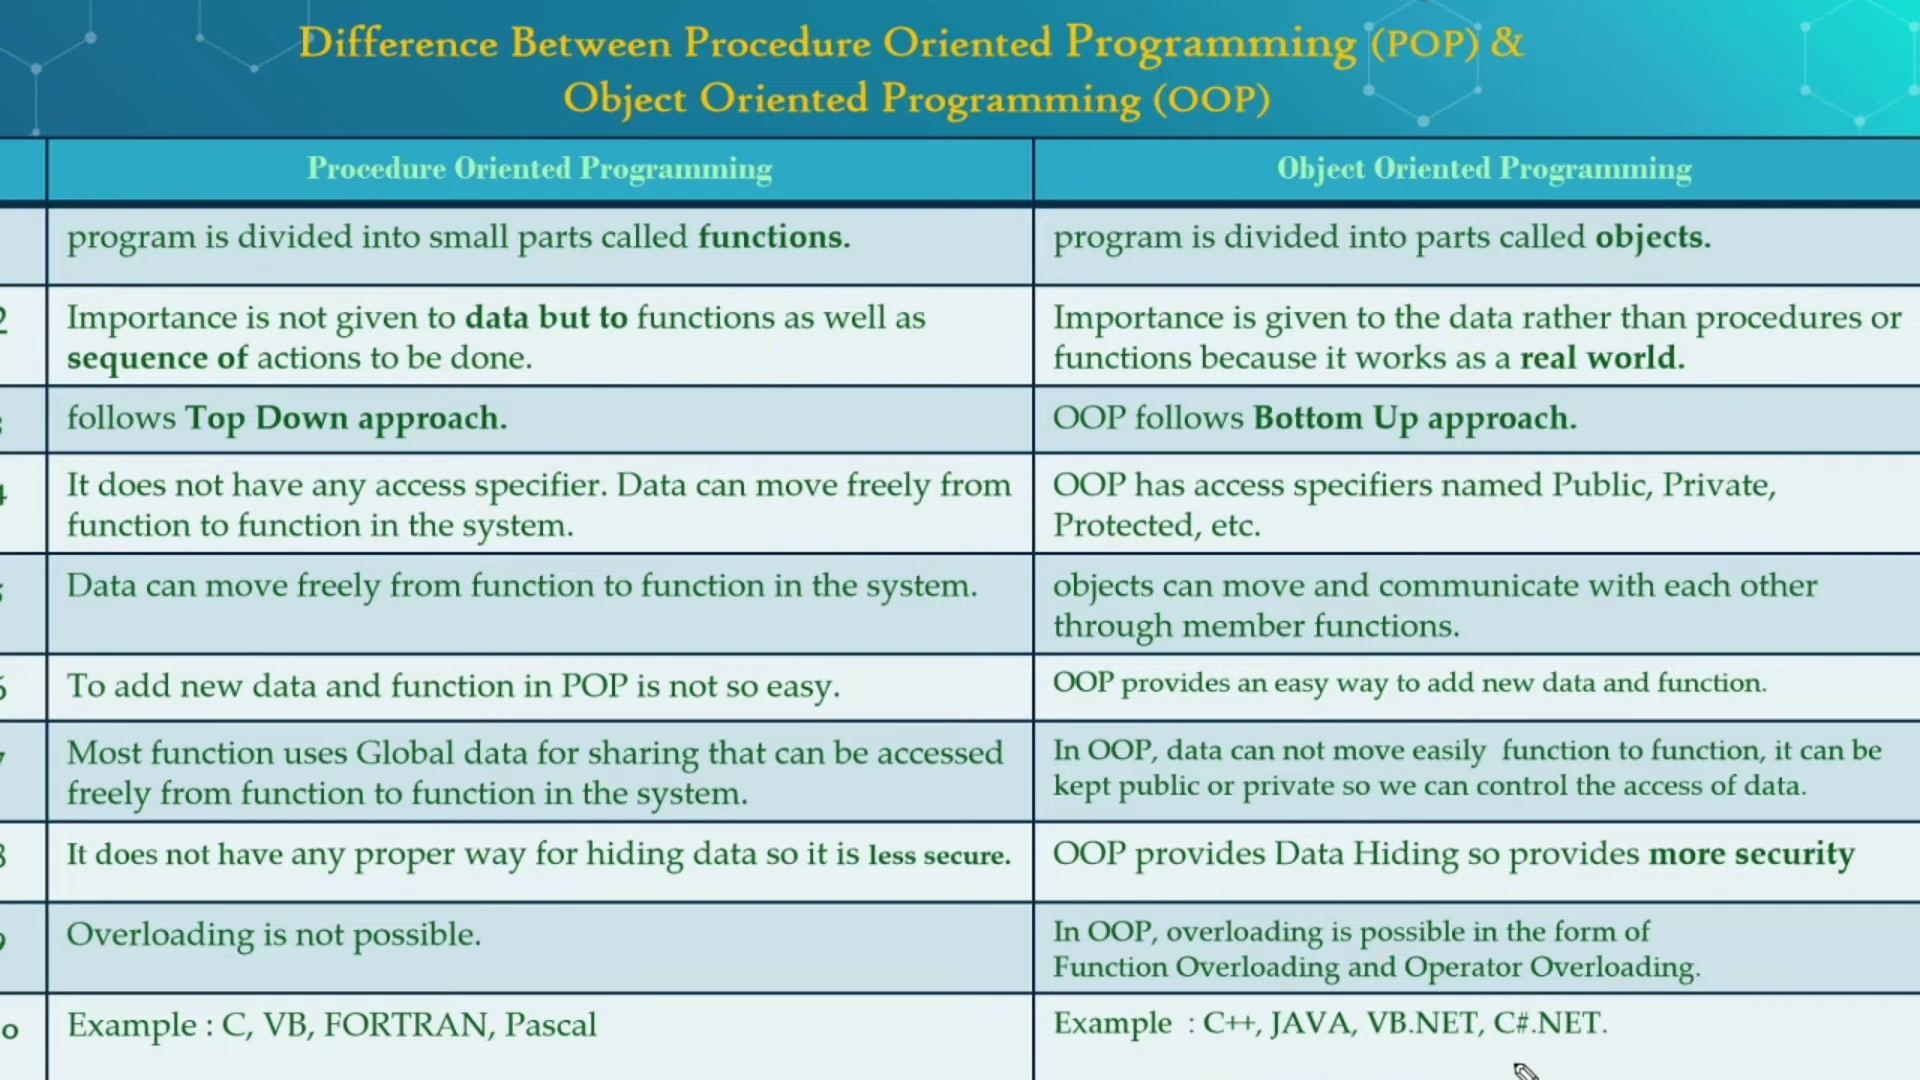 Difference Between Procedure Oriented Programming (POP) &
Object Oriented Programming (OOP)
Procedure Oriented Programming
Object Oriented Programming
program is divided into small parts called functions.
program is divided into parts called objects.
2
Importance is not given to data but to functions as well as
sequence of actions to be done.
Importance is given to the data rather than procedures or
functions because it works as a real world.
3
follows Top Down approach.
OOP follows Bottom Up approach.
4
It does not have any access specifier. Data can move freely from
function to function in the system.
OOP has access specifiers named Public, Private,
Protected, etc.
5
Data can move freely from function to function in the system.
objects can move and communicate with each other
through member functions.
6
To add new data and function in POP is not so easy.
OOP provides an easy way to add new data and function.
7
Most function uses Global data for sharing that can be accessed
freely from function to function in the system.
In OOP, data can not move easily function to function, it can be
kept public or private so we can control the access of data.
8
It does not have any proper way for hiding data so it is less secure.
OOP provides Data Hiding so provides more security
9
Overloading is not possible.
In OOP, overloading is possible in the form of
Function Overloading and Operator Overloading.
0
Example : C, VB, FORTRAN, Pascal
Example : C++, JAVA, VB.NET, C#.NET.